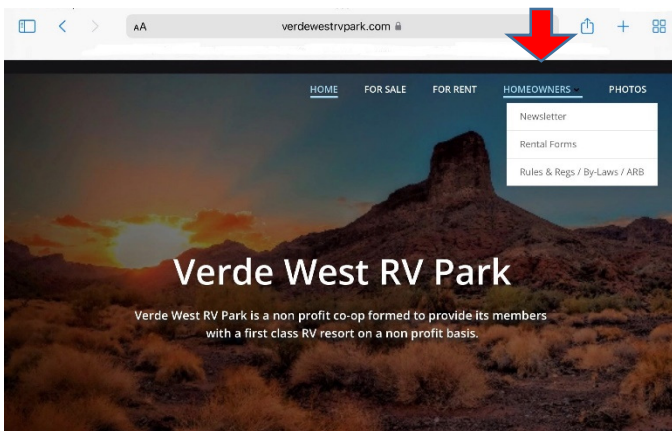 AA
verdewestrvpark.com
HOME FOR SALE FOR RENT HOMEOWNERS PHOTOS
Newsletter
Rental Forms
Rules & Regs / By-Laws / ARB
Verde West RV Park
Verde West RV Park is a non profit co-op formed to provide its members
with a first class RV resort on a non profit basis.